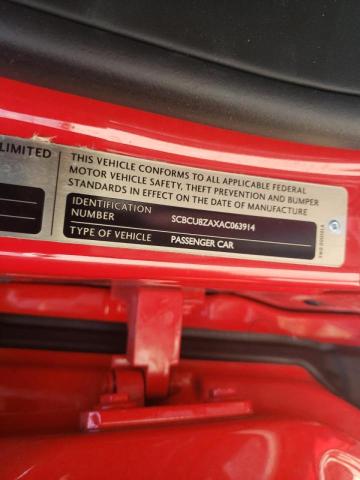 LIMITED
THIS VEHICLE CONFORMS TO ALL APPLICABLE FEDERAL
MOTOR VEHICLE SAFETY, THEFT PREVENTION AND BUMPER
STANDARDS IN EFFECT ON THE DATE OF MANUFACTURE
IDENTIFICATION
NUMBER SCBCU8ZAXAC063914
TYPE OF VEHICLE PASSENGER CAR